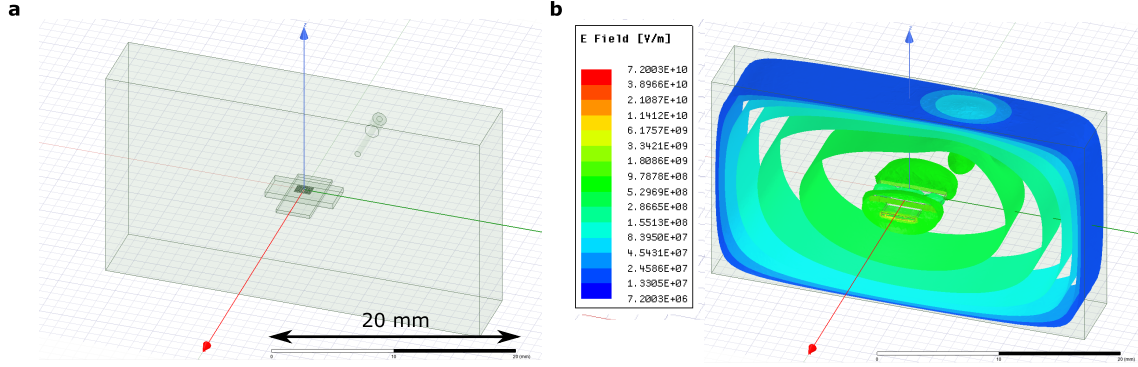 a
b
E Field [V/m]
7.2003E+10
3.8966E+10
2.1087E+10
1.1412E+10
6.1757E+09
3.3421E+09
1.8086E+09
9.7878E+08
5.2969E+08
2.8665E+08
1.5513E+08
8.3950E+07
4.5431E+07
2.4586E+07
1.3305E+07
7.2003E+06
20 mm
0 10 20 (mm)
0 10 20 (mm)